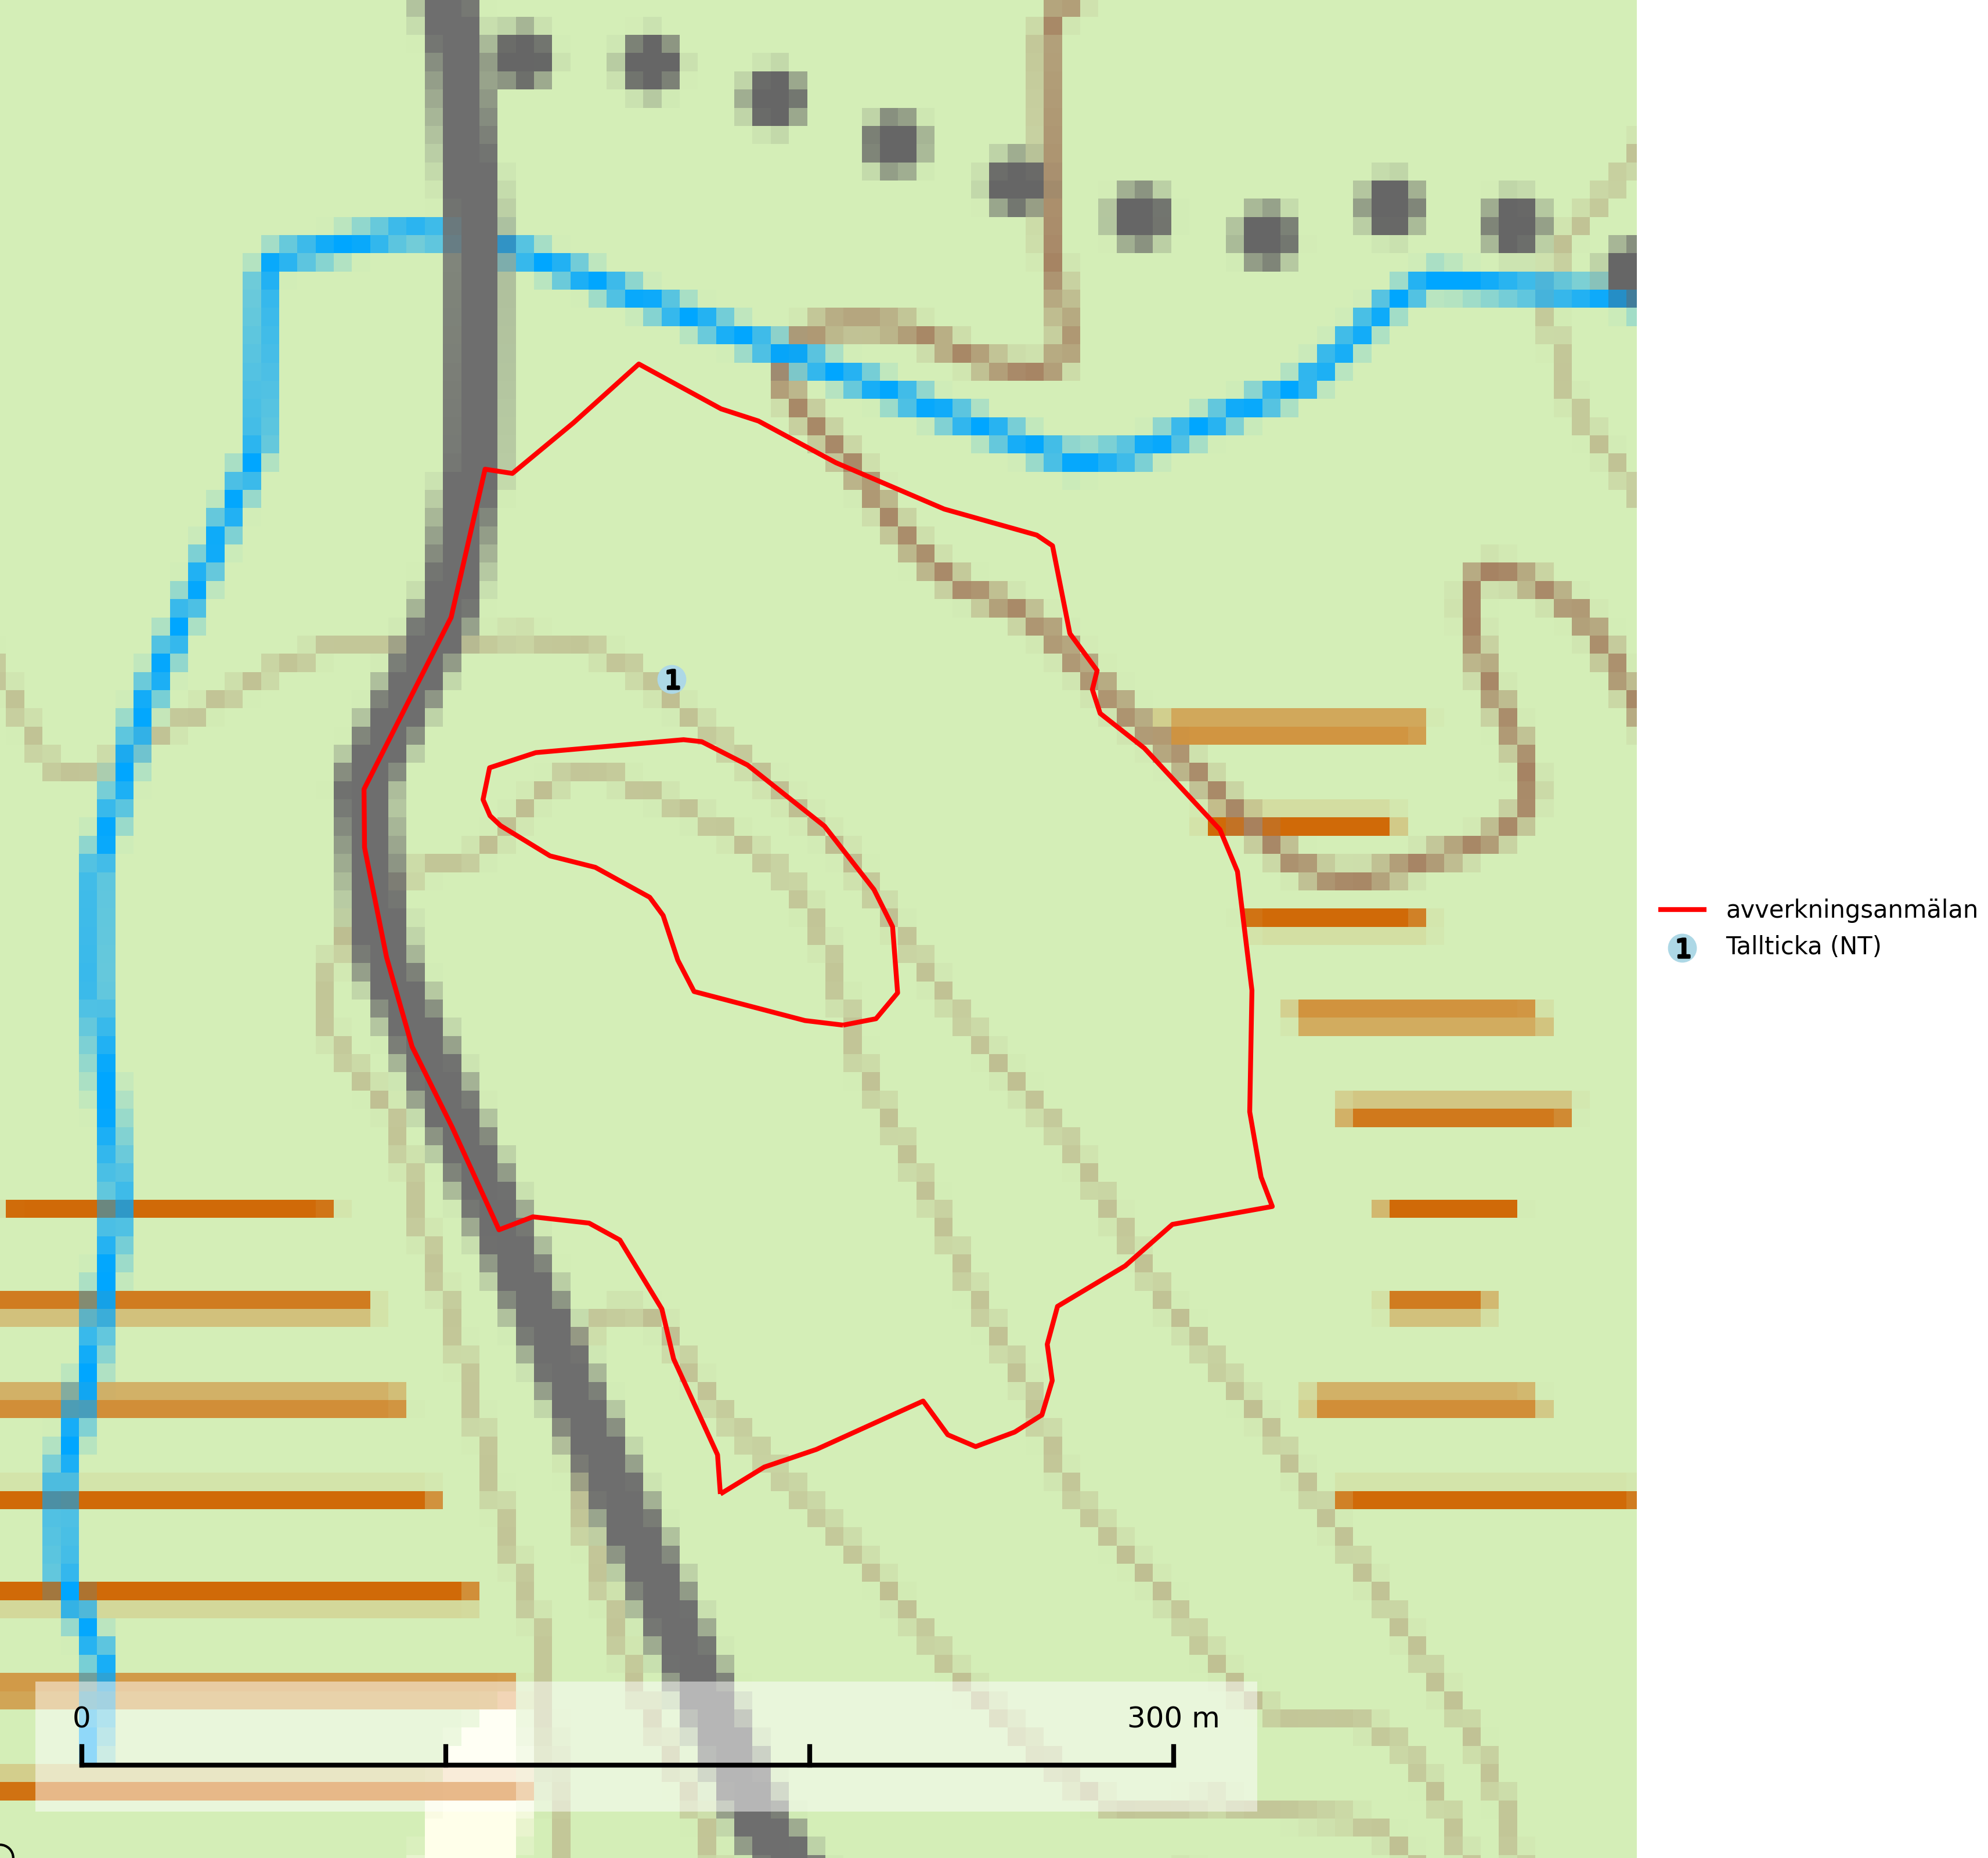 1
avverkningsanmälan
1 Tallticka (NT)
0 300 m